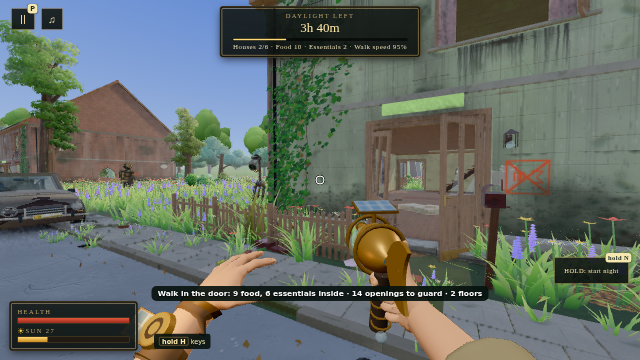 P
DAYLIGHT LEFT
3h 40m
Houses 2/6 · Food 10 · Essentials 2 · Walk speed 95%
hold N
HOLD: start night
Walk in the door: 9 food, 6 essentials inside · 14 openings to guard · 2 floors
HEALTH
SUN 27
hold H keys